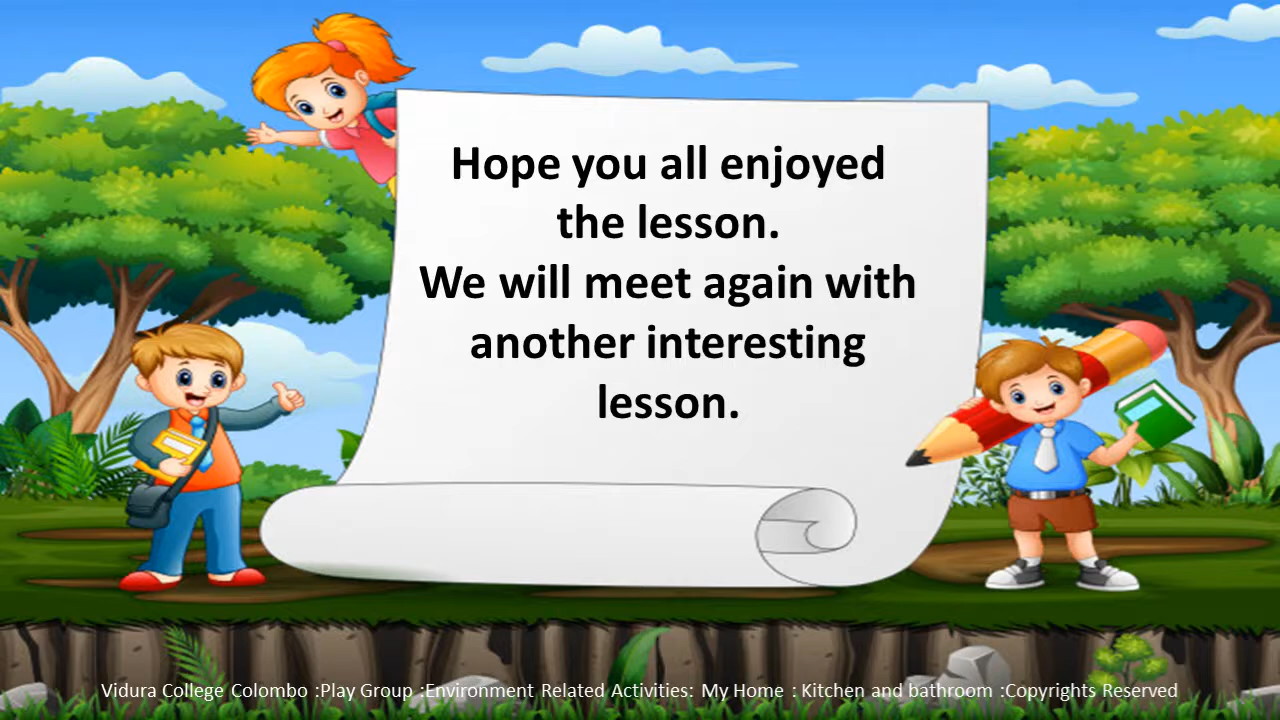 Hope you all enjoyed
the lesson.
We will meet again with
another interesting
lesson.
Vidura College Colombo :Play Group :Environment Related Activities: My Home : Kitchen and bathroom :Copyrights Reserved